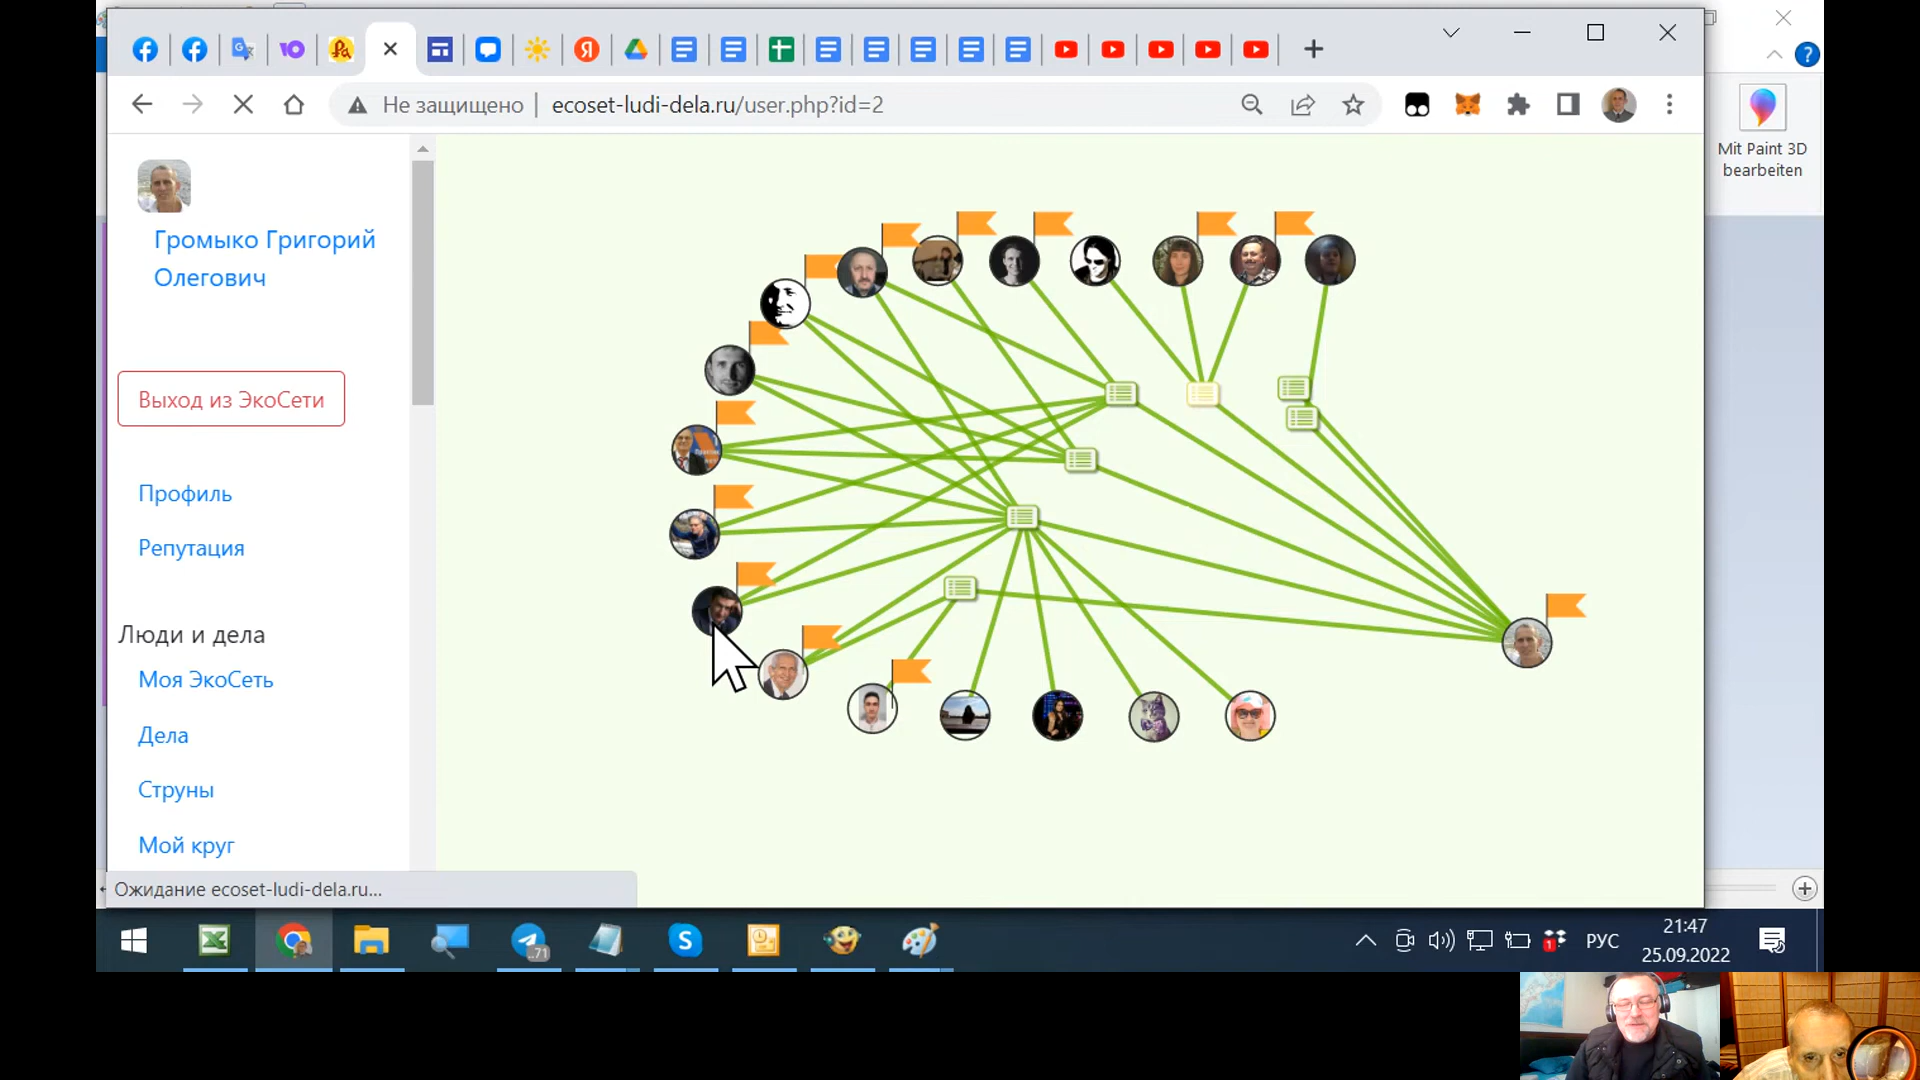 Не защищено
ecoset-ludi-dela.ru/user.php?id=2
Mit Paint 3D
bearbeiten
Громыко Григорий
Олегович
Выход из ЭкоСети
Профиль
Репутация
Люди и дела
Моя ЭкоСеть
Дела
Струны
Мой круг
Ожидание ecoset-ludi-dela.ru...
..71
1
РУС
21:47
25.09.2022